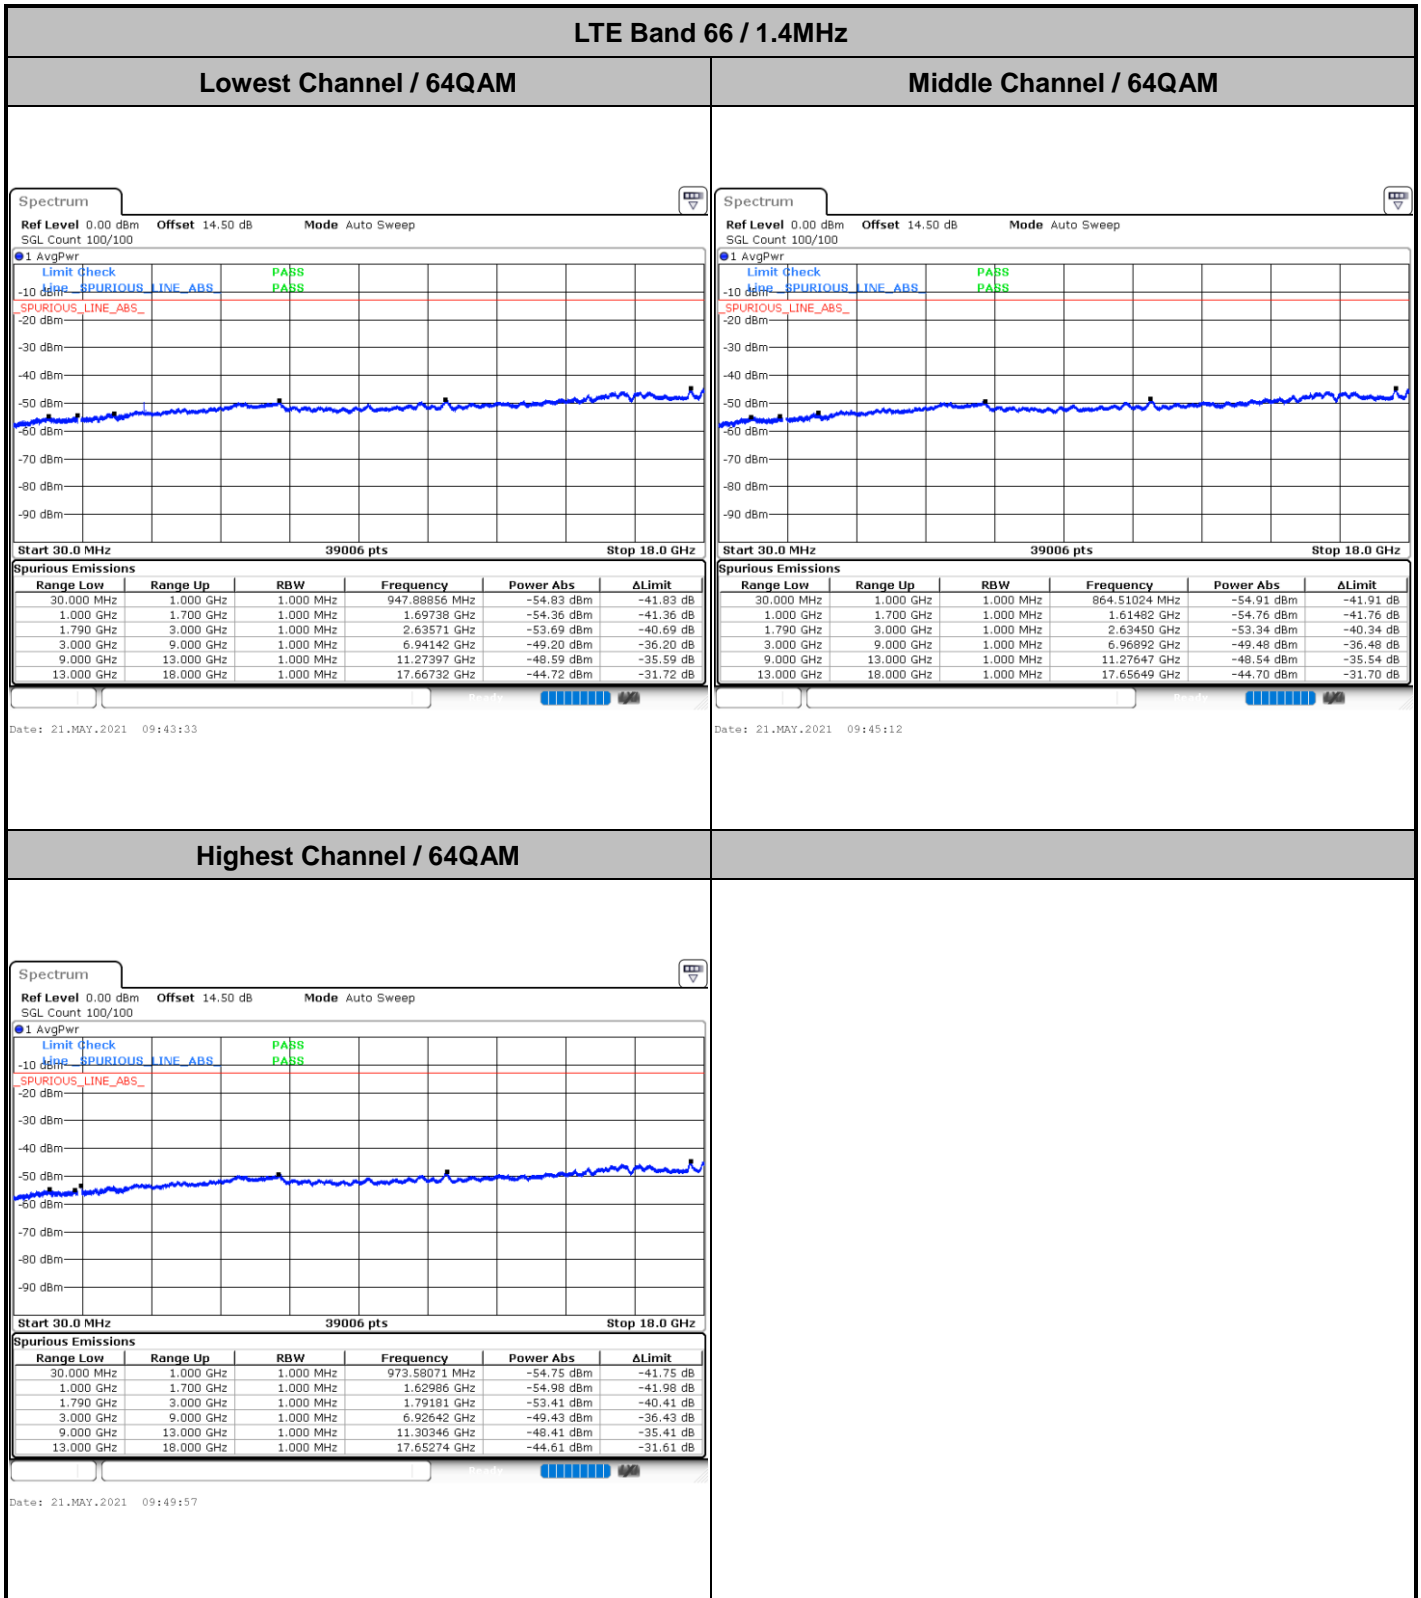 LTE Band 66 / 1.4MHz
Lowest Channel / 64QAM
Middle Channel / 64QAM
Spectrum
Ref Level 0.00 dBm Offset 14.50 dB Mode Auto Sweep
SGL Count 100/100
1 AvgPwr
Limit Check PASS
Line _SPURIOUS_LINE_ABS_ PASS
-10 dBm
_SPURIOUS_LINE_ABS_
-20 dBm
-30 dBm
-40 dBm
-50 dBm
-60 dBm
-70 dBm
-80 dBm
-90 dBm
Start 30.0 MHz 39006 pts Stop 18.0 GHz
Spurious Emissions
Range Low Range Up RBW Frequency Power Abs ΔLimit
30.000 MHz 1.000 GHz 1.000 MHz 947.88856 MHz -54.83 dBm -41.83 dB
1.000 GHz 1.700 GHz 1.000 MHz 1.69738 GHz -54.36 dBm -41.36 dB
1.790 GHz 3.000 GHz 1.000 MHz 2.63571 GHz -53.69 dBm -40.69 dB
3.000 GHz 9.000 GHz 1.000 MHz 6.94142 GHz -49.20 dBm -36.20 dB
9.000 GHz 13.000 GHz 1.000 MHz 11.27397 GHz -48.59 dBm -35.59 dB
13.000 GHz 18.000 GHz 1.000 MHz 17.66732 GHz -44.72 dBm -31.72 dB
Date: 21.MAY.2021 09:43:33
Spectrum
Ref Level 0.00 dBm Offset 14.50 dB Mode Auto Sweep
SGL Count 100/100
1 AvgPwr
Limit Check PASS
Line _SPURIOUS_LINE_ABS_ PASS
-10 dBm
_SPURIOUS_LINE_ABS_
-20 dBm
-30 dBm
-40 dBm
-50 dBm
-60 dBm
-70 dBm
-80 dBm
-90 dBm
Start 30.0 MHz 39006 pts Stop 18.0 GHz
Spurious Emissions
Range Low Range Up RBW Frequency Power Abs ΔLimit
30.000 MHz 1.000 GHz 1.000 MHz 864.51024 MHz -54.91 dBm -41.91 dB
1.000 GHz 1.700 GHz 1.000 MHz 1.61482 GHz -54.76 dBm -41.76 dB
1.790 GHz 3.000 GHz 1.000 MHz 2.63450 GHz -53.34 dBm -40.34 dB
3.000 GHz 9.000 GHz 1.000 MHz 6.96892 GHz -49.48 dBm -36.48 dB
9.000 GHz 13.000 GHz 1.000 MHz 11.27647 GHz -48.54 dBm -35.54 dB
13.000 GHz 18.000 GHz 1.000 MHz 17.65649 GHz -44.70 dBm -31.70 dB
Date: 21.MAY.2021 09:45:12
Highest Channel / 64QAM
Spectrum
Ref Level 0.00 dBm Offset 14.50 dB Mode Auto Sweep
SGL Count 100/100
1 AvgPwr
Limit Check PASS
Line _SPURIOUS_LINE_ABS_ PASS
-10 dBm
_SPURIOUS_LINE_ABS_
-20 dBm
-30 dBm
-40 dBm
-50 dBm
-60 dBm
-70 dBm
-80 dBm
-90 dBm
Start 30.0 MHz 39006 pts Stop 18.0 GHz
Spurious Emissions
Range Low Range Up RBW Frequency Power Abs ΔLimit
30.000 MHz 1.000 GHz 1.000 MHz 973.58071 MHz -54.75 dBm -41.75 dB
1.000 GHz 1.700 GHz 1.000 MHz 1.62986 GHz -54.98 dBm -41.98 dB
1.790 GHz 3.000 GHz 1.000 MHz 1.79181 GHz -53.41 dBm -40.41 dB
3.000 GHz 9.000 GHz 1.000 MHz 6.92642 GHz -49.43 dBm -36.43 dB
9.000 GHz 13.000 GHz 1.000 MHz 11.30346 GHz -48.41 dBm -35.41 dB
13.000 GHz 18.000 GHz 1.000 MHz 17.65274 GHz -44.61 dBm -31.61 dB
Date: 21.MAY.2021 09:49:57